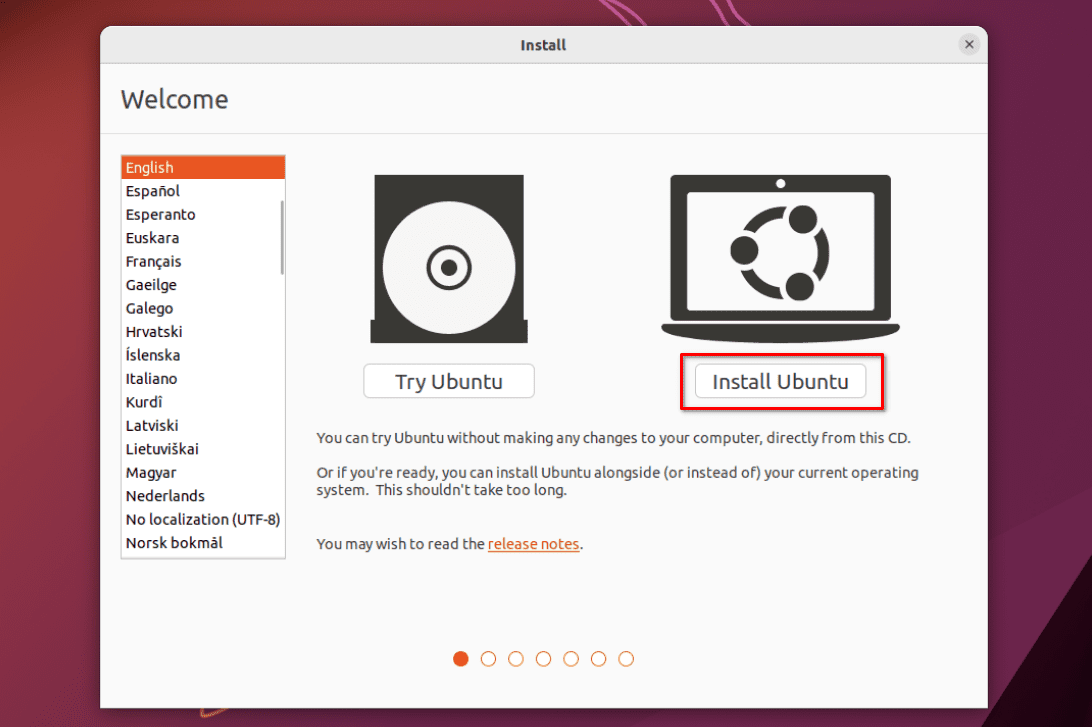 Install
Welcome
English
Español
Esperanto
Euskara
Français
Gaeilge
Galego
Hrvatski
Íslenska
Italiano
Kurdî
Latviski
Lietuviškai
Magyar
Nederlands
No localization (UTF-8)
Norsk bokmål
Try Ubuntu
Install Ubuntu
You can try Ubuntu without making any changes to your computer, directly from this CD.
Or if you're ready, you can install Ubuntu alongside (or instead of) your current operating
system. This shouldn't take too long.
You may wish to read the release notes.